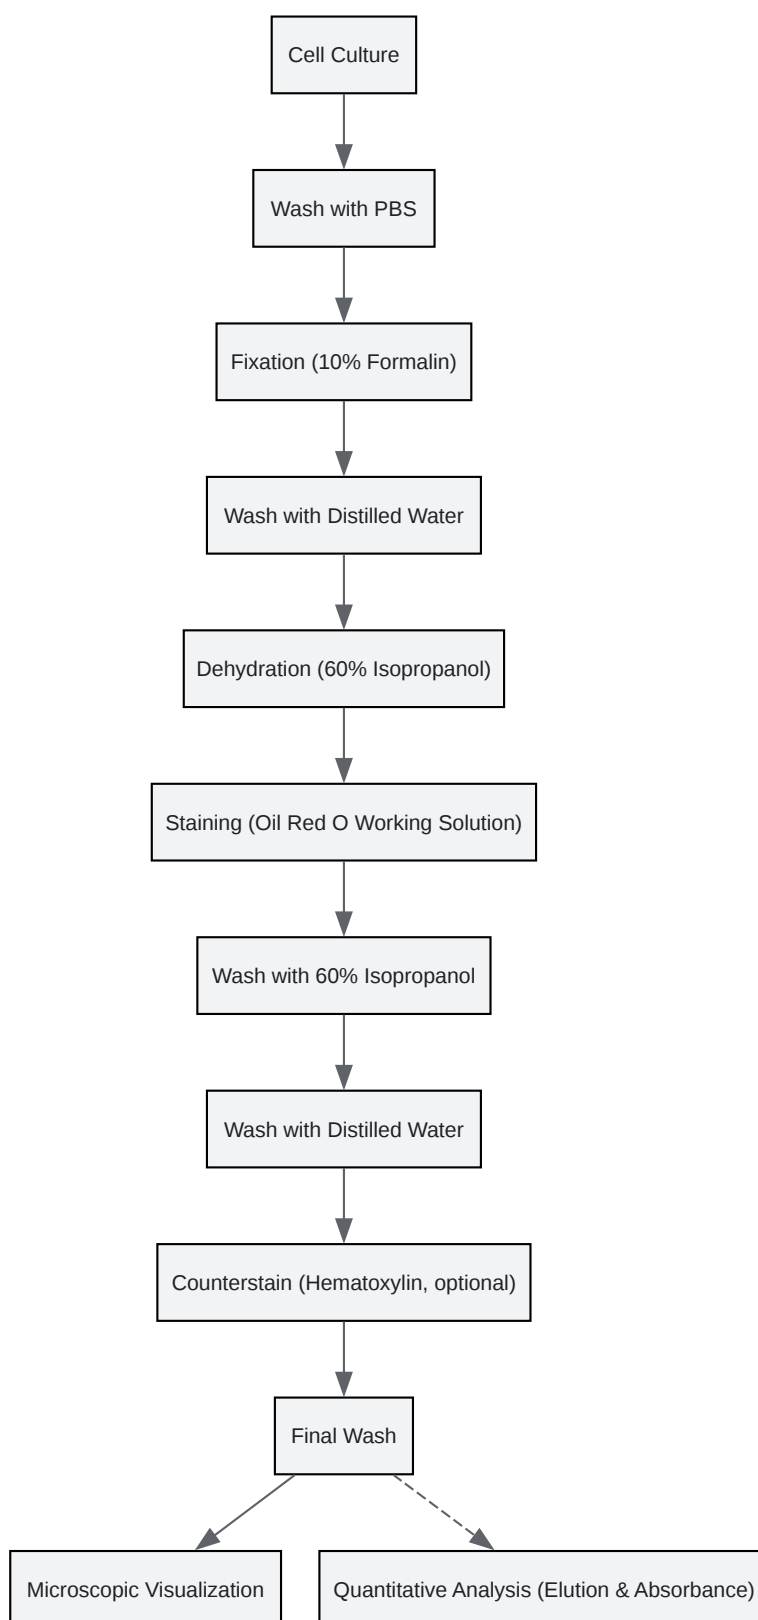 Cell Culture
Wash with PBS
Fixation (10% Formalin)
Wash with Distilled Water
Dehydration (60% Isopropanol)
Staining (Oil Red O Working Solution)
Wash with 60% Isopropanol
Wash with Distilled Water
Counterstain (Hematoxylin, optional)
Final Wash
Microscopic Visualization
Quantitative Analysis (Elution & Absorbance)